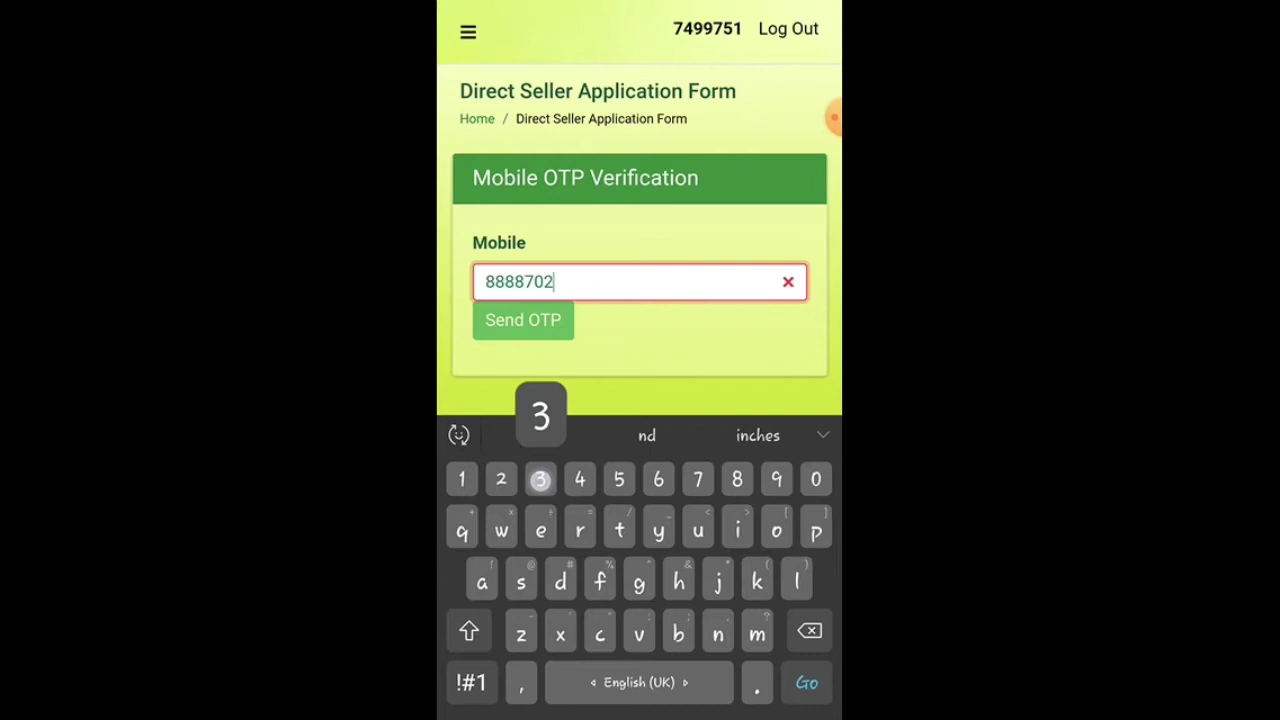 7499751 Log Out
Direct Seller Application Form
Home / Direct Seller Application Form
Mobile OTP Verification
Mobile
8888702
Send OTP
3
nd inches
1 2 3 4 5 6 7 8 9 0
q w e r t y u i o p
a s d f g h j k l
z x c v b n m
!#1 , English (UK) . Go